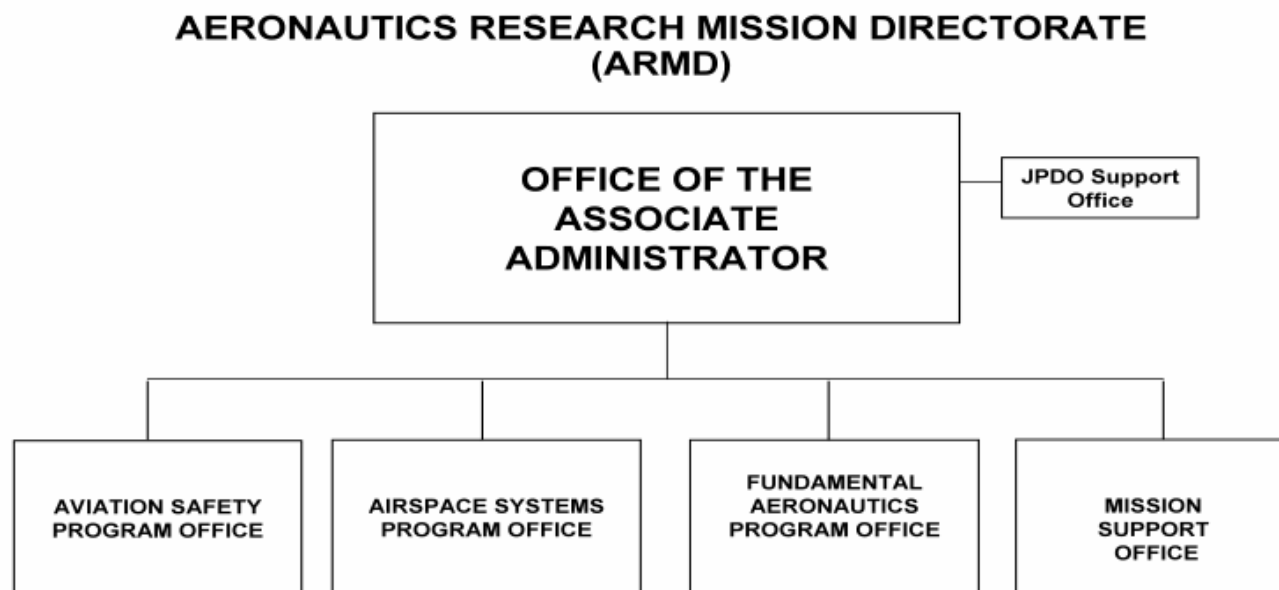 AERONAUTICS RESEARCH MISSION DIRECTORATE
(ARMD)
OFFICE OF THE
ASSOCIATE
ADMINISTRATOR
JPDO Support
Office
AVIATION SAFETY
PROGRAM OFFICE
AIRSPACE SYSTEMS
PROGRAM OFFICE
FUNDAMENTAL
AERONAUTICS
PROGRAM OFFICE
MISSION
SUPPORT
OFFICE